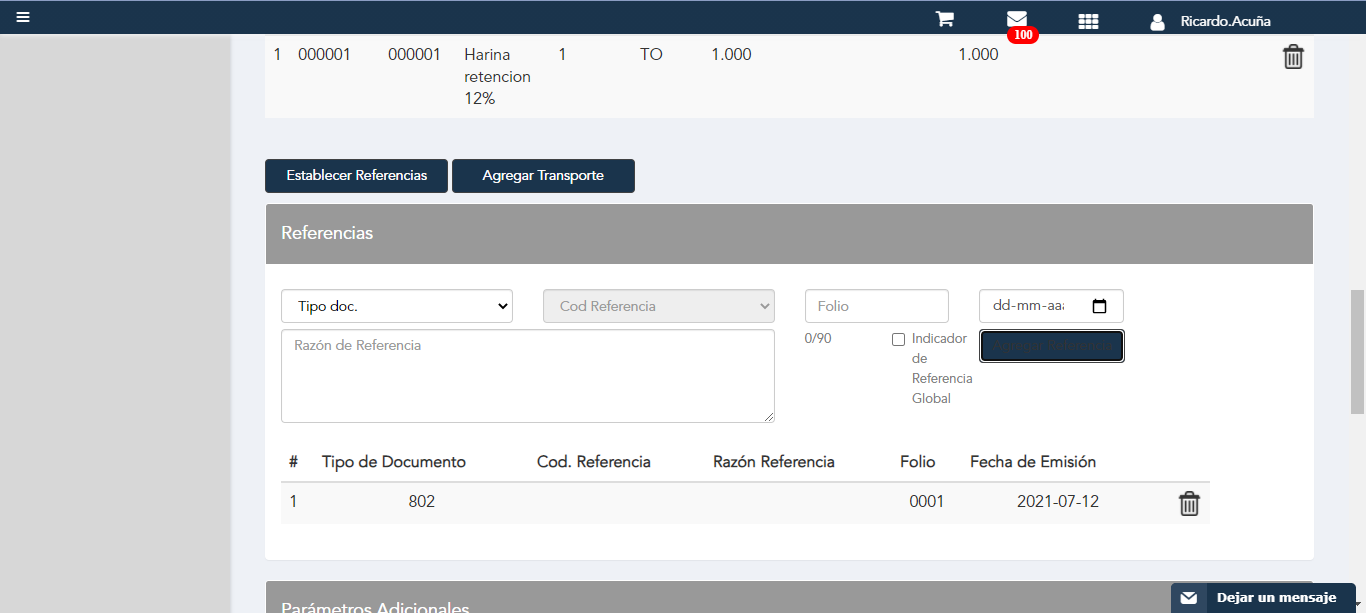 100
Ricardo.Acuña
1 000001 000001 Harina 1 TO 1.000 1.000
retencion
12%
Establecer Referencias Agregar Transporte
Referencias
Tipo doc. Cod Referencia Folio dd-mm-aa
Razón de Referencia 0/90 Indicador
de
Referencia
Global
# Tipo de Documento Cod. Referencia Razón Referencia Folio Fecha de Emisión
1 802 0001 2021-07-12
Parámetros Adicionales
Dejar un mensaje